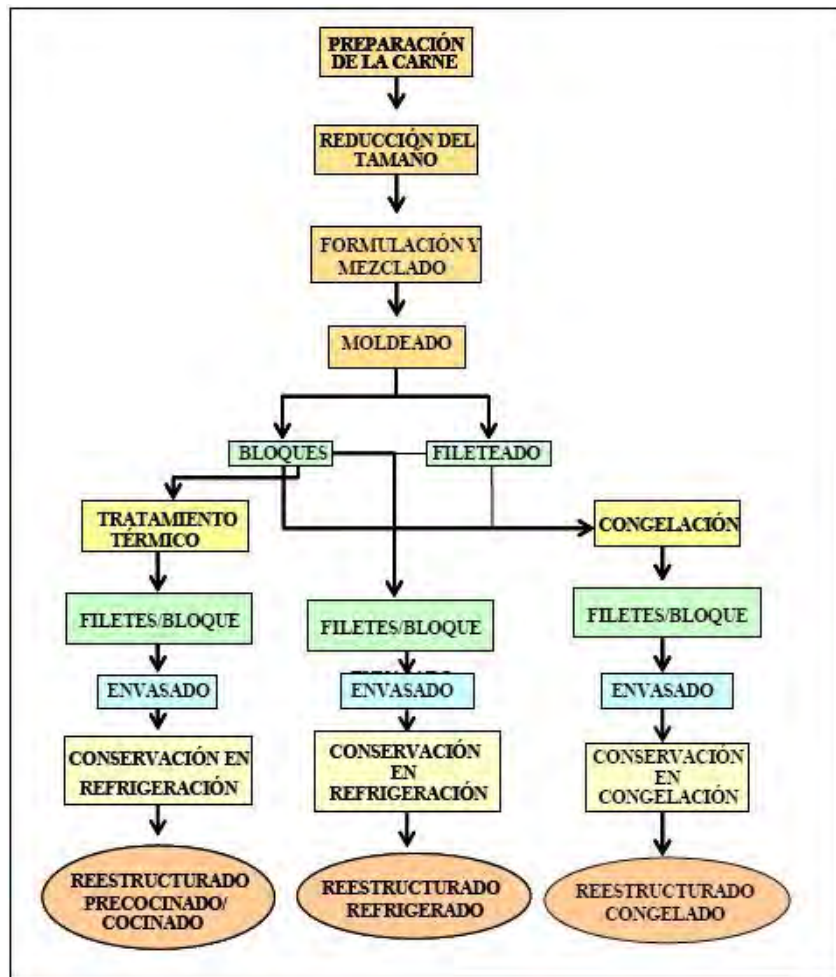 PREPARACIÓN
DE LA CARNE
REDUCCIÓN DEL
TAMAÑO
FORMULACIÓN Y
MEZCLADO
MOLDEADO
BLOQUES
FILETEADO
TRATAMIENTO
TÉRMICO
CONGELACIÓN
FILETES/BLOQUE
FILETES/BLOQUE
FILETES/BLOQUE
ENVASADO
ENVASADO
ENVASADO
CONSERVACIÓN EN
REFRIGERACIÓN
CONSERVACIÓN
EN
REFRIGERACIÓN
CONSERVACIÓN
EN
CONGELACIÓN
REESTRUCTURADO
PRECOCINADO/
COCINADO
REESTRUCTURADO
REFRIGERADO
REESTRUCTURADO
CONGELADO